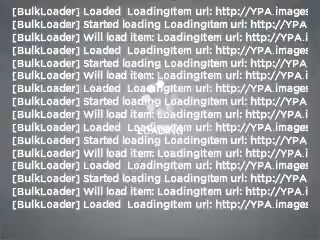 [BulkLoader] Loaded  LoadingItem url: http://YPA.images
[BulkLoader] Started loading LoadingItem url: http://YPA
[BulkLoader] Will load item: LoadingItem url: http://YPA.i
[BulkLoader] Loaded  LoadingItem url: http://YPA.images
[BulkLoader] Started loading LoadingItem url: http://YPA
[BulkLoader] Will load item: LoadingItem url: http://YPA.i
[BulkLoader] Loaded  LoadingItem url: http://YPA.images
[BulkLoader] Started loading LoadingItem url: http://YPA
[BulkLoader] Will load item: LoadingItem url: http://YPA.i
[BulkLoader] Loaded  LoadingItem url: http://YPA.images
LOADING
[BulkLoader] Started loading LoadingItem url: http://YPA
[BulkLoader] Will load item: LoadingItem url: http://YPA.i
[BulkLoader] Loaded  LoadingItem url: http://YPA.images
[BulkLoader] Started loading LoadingItem url: http://YPA
[BulkLoader] Will load item: LoadingItem url: http://YPA.i
[BulkLoader] Loaded  LoadingItem url: http://YPA.images